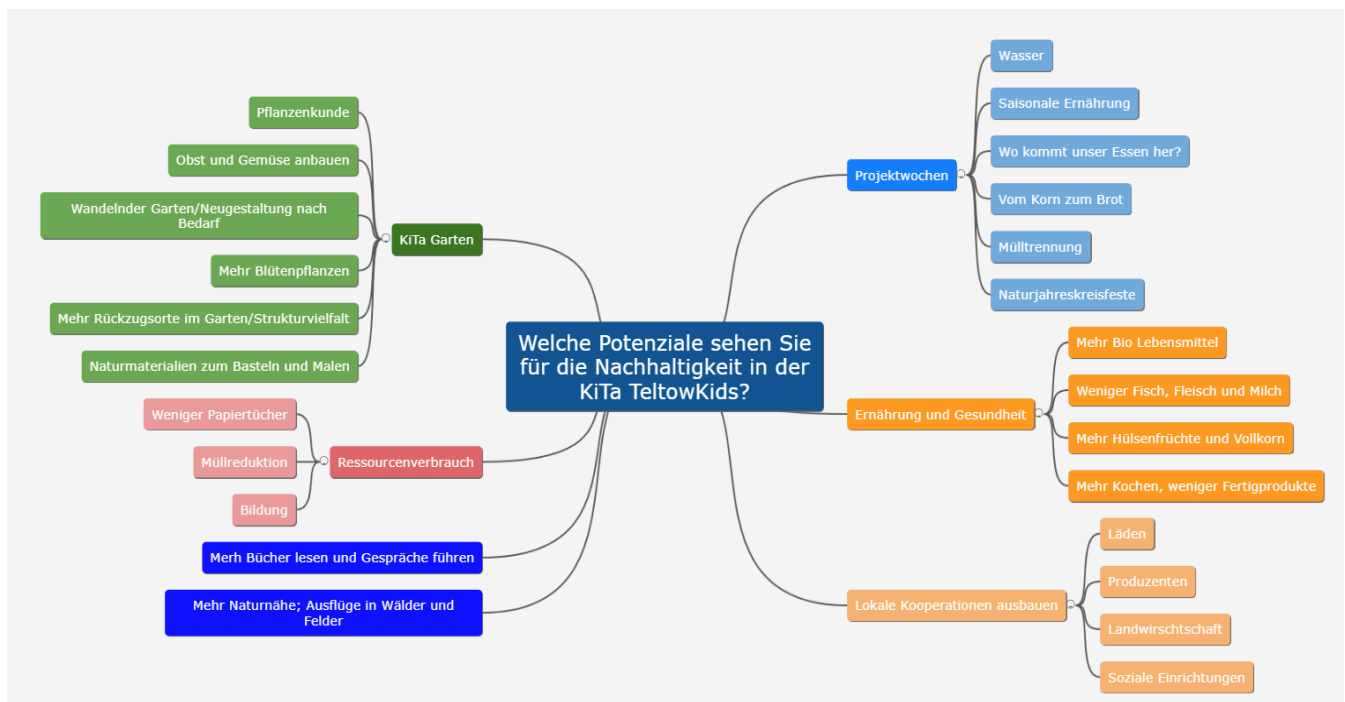 Welche Potenziale sehen Sie
für die Nachhaltigkeit in der
KiTa TeltowKids?
KiTa Garten
Pflanzenkunde
Obst und Gemüse anbauen
Wandelnder Garten/Neugestaltung nach
Bedarf
Mehr Blütenpflanzen
Mehr Rückzugsorte im Garten/Strukturvielfalt
Naturmaterialien zum Basteln und Malen
Ressourcenverbrauch
Weniger Papiertücher
Müllreduktion
Bildung
Merh Bücher lesen und Gespräche führen
Mehr Naturnähe; Ausflüge in Wälder und
Felder
Projektwochen
Wasser
Saisonale Ernährung
Wo kommt unser Essen her?
Vom Korn zum Brot
Mülltrennung
Naturjahreskreisfeste
Ernährung und Gesundheit
Mehr Bio Lebensmittel
Weniger Fisch, Fleisch und Milch
Mehr Hülsenfrüchte und Vollkorn
Mehr Kochen, weniger Fertigprodukte
Lokale Kooperationen ausbauen
Läden
Produzenten
Landwirschtschaft
Soziale Einrichtungen